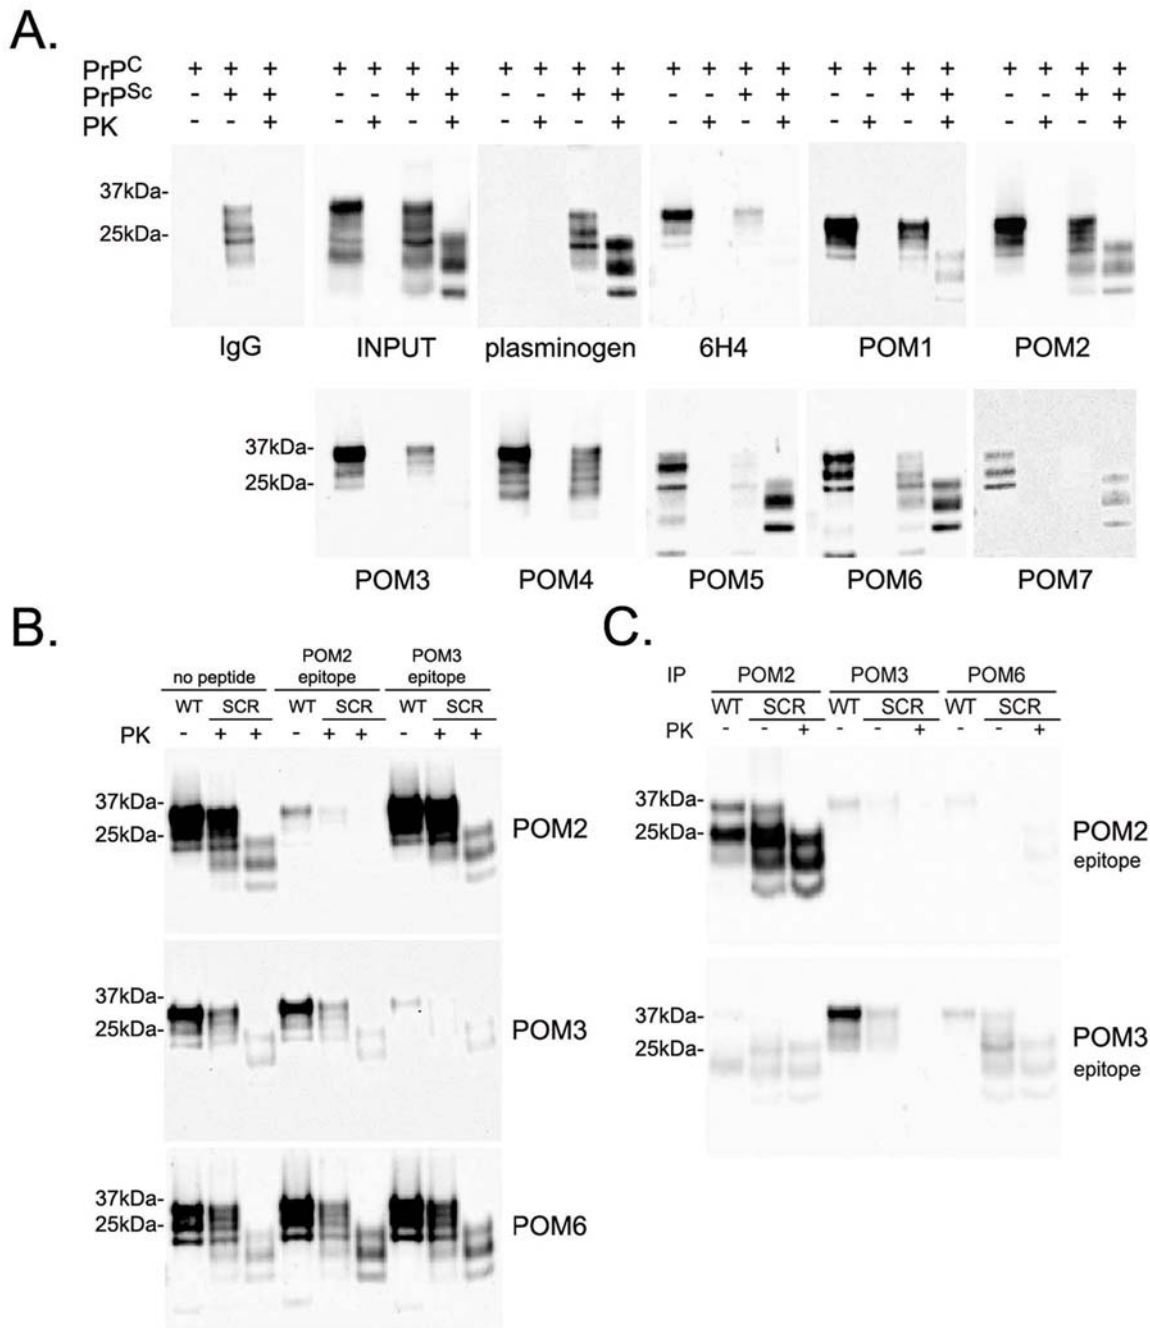 A.
PrPC + + + + + + + + + + + + + + + + + + + + + + +
PrPSc - + + - - + + - - + + - - + + - - + + - - + +
PK - - + - + - + - + - + - + - + - + - + - + - +
37kDa-
25kDa-
IgG INPUT plasminogen 6H4 POM1 POM2
37kDa-
25kDa-
POM3 POM4 POM5 POM6 POM7
B.
no peptide POM2 epitope POM3 epitope
WT SCR WT SCR WT SCR
PK - + + - + + - + +
37kDa-
25kDa-
POM2
37kDa-
25kDa-
POM3
37kDa-
25kDa-
POM6
C.
IP POM2 POM3 POM6
WT SCR WT SCR WT SCR
PK - - + - - + - - +
37kDa-
25kDa-
POM2
epitope
37kDa-
25kDa-
POM3
epitope